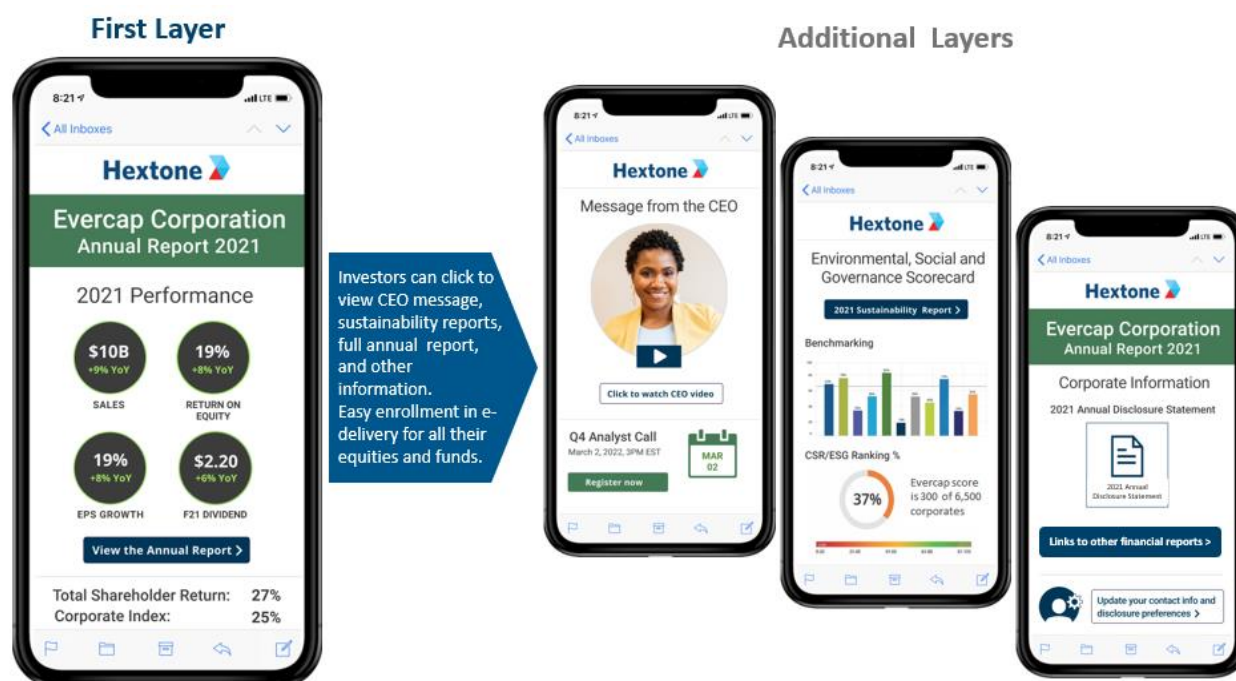 First Layer
Additional Layers
8:21
LTE
All Inboxes
Hextone
Evercap Corporation
Annual Report 2021
2021 Performance
$10B
+9% YoY
SALES
19%
+8% YoY
RETURN ON
EQUITY
19%
+8% YoY
EPS GROWTH
$2.20
+6% YoY
F21 DIVIDEND
View the Annual Report >
Total Shareholder Return: 27%
Corporate Index: 25%
Investors can click to
view CEO message,
sustainability reports,
full annual report,
and other
information.
Easy enrollment in e-
delivery for all their
equities and funds.
8:21
LTE
All Inboxes
Hextone
Message from the CEO
Click to watch CEO video
Q4 Analyst Call
March 2, 2022, 3PM EST
Register now
MAR
02
8:21
LTE
All Inboxes
Hextone
Environmental, Social and
Governance Scorecard
2021 Sustainability Report >
Benchmarking
CSR/ESG Ranking %
37%
Evercap score
is 300 of 6,500
corporates
8:21
LTE
All Inboxes
Hextone
Evercap Corporation
Annual Report 2021
Corporate Information
2021 Annual Disclosure Statement
2021 Annual
Disclosure Statement
Links to other financial reports >
Update your contact info and
disclosure preferences >